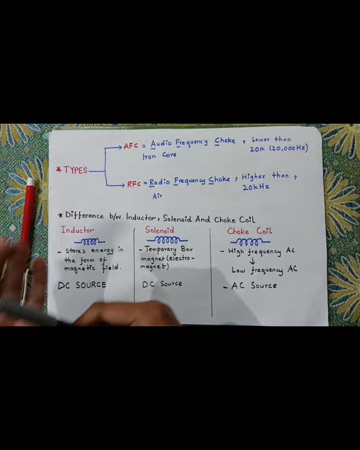 AFC = Audio Frequency Choke, Lower than
Iron Core 20K (20,000Hz)
* TYPES
RFC = Radio Frequency Choke, Higher than,
Air 20kHz
* Difference b/w Inductor, Solenoid And Choke Coil
Inductor Solenoid Choke Coil
- Stores energy in
the form of
magnetic field.
DC SOURCE
- Temporary Bar
magnet (electro-
magnet)
DC Source
- High frequency AC
Low frequency AC
- AC Source